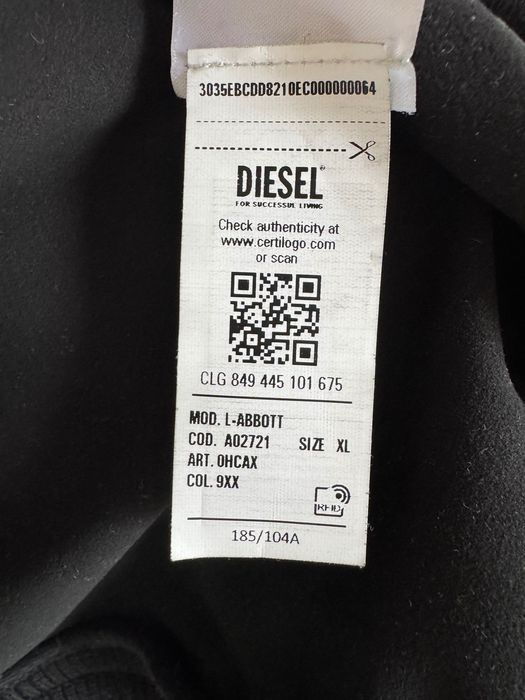 3035EBCDD8210EC000000064
DIESEL®
FOR SUCCESSFUL LIVING
Check authenticity at
www.certilogo.com
or scan
CLG 849 445 101 675
MOD. L-ABBOTT
COD. A02721 SIZE XL
ART. 0HCAX
COL. 9XX
RFID
185/104A